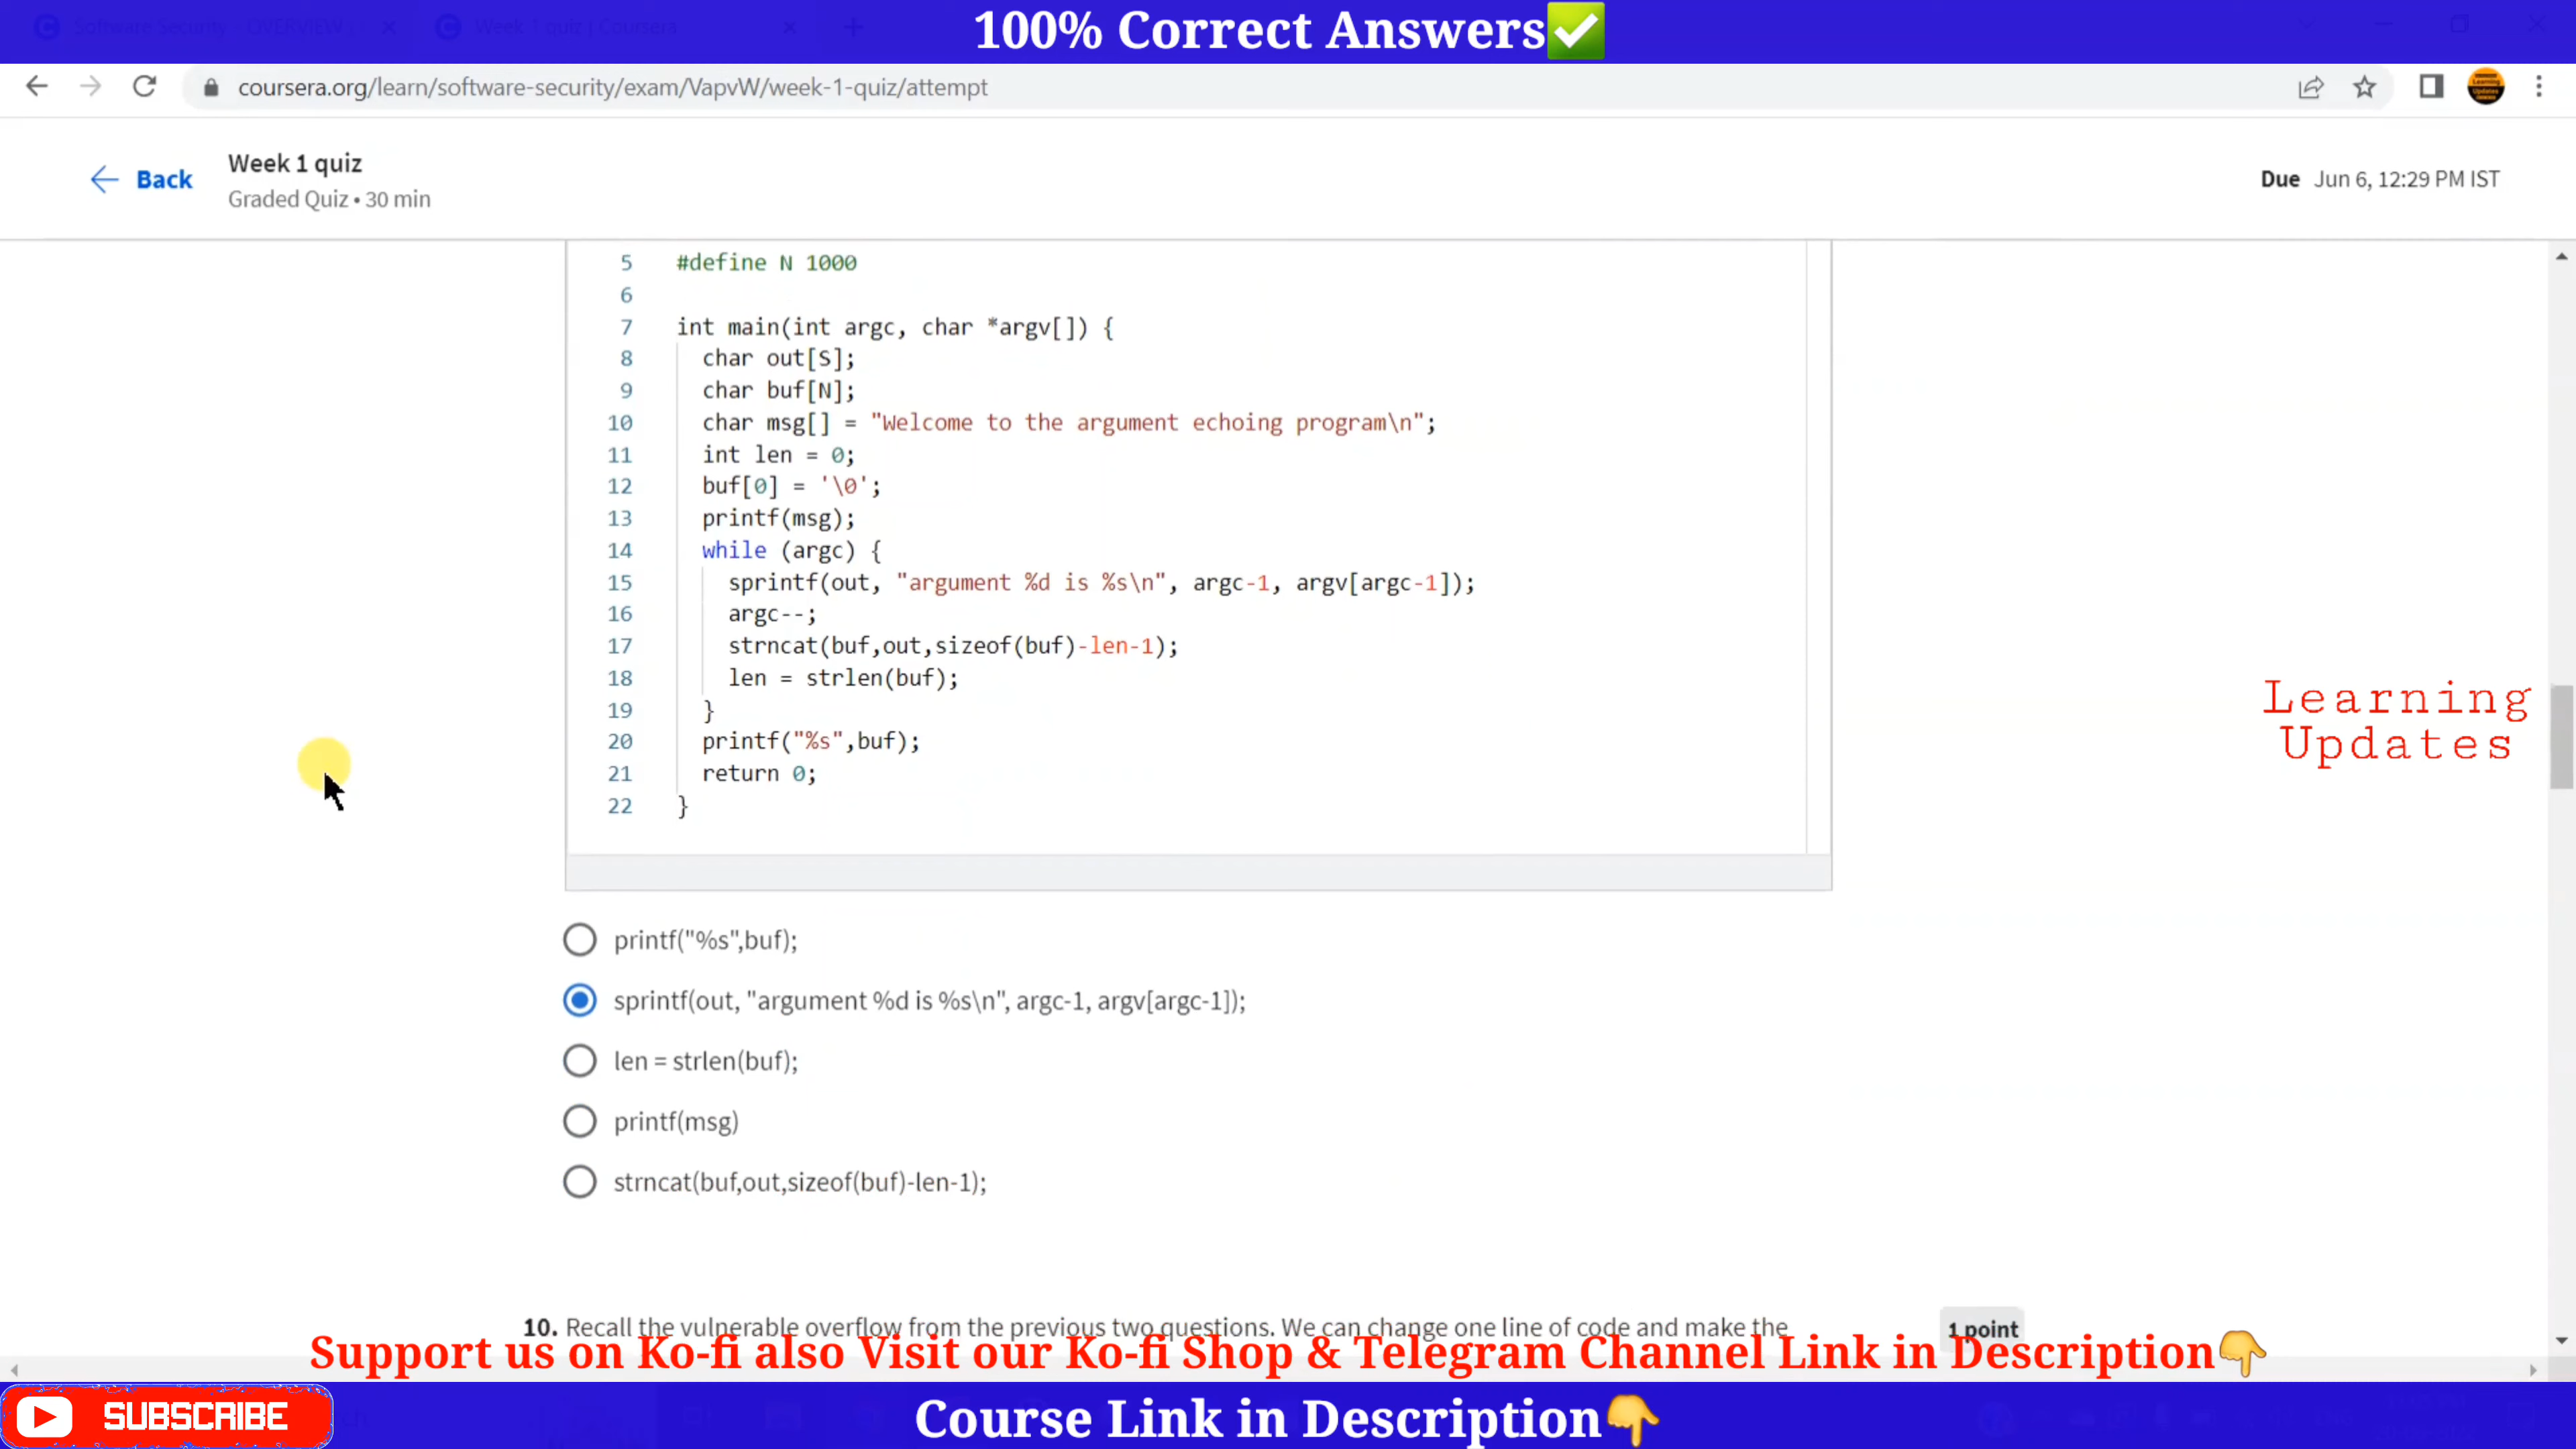 Software Security - OVERVIEW
Week 1 quiz | Coursera
100% Correct Answers✅
coursera.org/learn/software-security/exam/VapvW/week-1-quiz/attempt
Back
Week 1 quiz
Graded Quiz • 30 min
Due Jun 6, 12:29 PM IST
5 #define N 1000
6
7 int main(int argc, char *argv[]) {
8 char out[S];
9 char buf[N];
10 char msg[] = "Welcome to the argument echoing program\n";
11 int len = 0;
12 buf[0] = '\0';
13 printf(msg);
14 while (argc) {
15 sprintf(out, "argument %d is %s\n", argc-1, argv[argc-1]);
16 argc--;
17 strncat(buf,out,sizeof(buf)-len-1);
18 len = strlen(buf);
19 }
20 printf("%s",buf);
21 return 0;
22 }
Learning
Updates
printf("%s",buf);
sprintf(out, "argument %d is %s\n", argc-1, argv[argc-1]);
len = strlen(buf);
printf(msg)
strncat(buf,out,sizeof(buf)-len-1);
10. Recall the vulnerable overflow from the previous two questions. We can change one line of code and make the
1 point
Support us on Ko-fi also Visit our Ko-fi Shop & Telegram Channel Link in Description👇
SUBSCRIBE
Course Link in Description👇